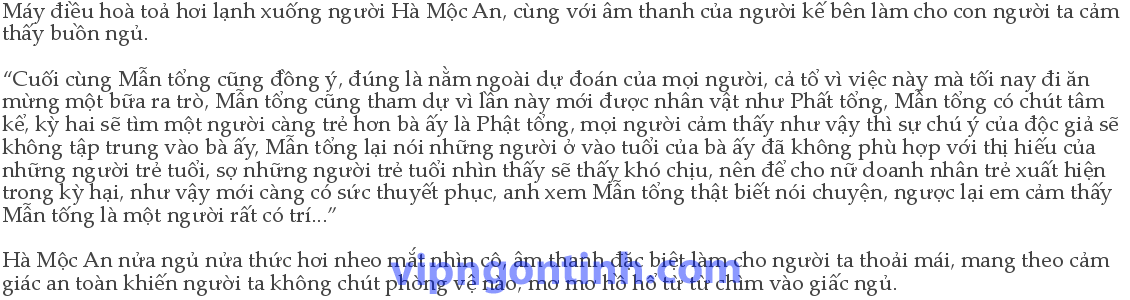 Máy điều hoà toả hơi lạnh xuống người Hà Mộc An, cùng với âm thanh của người kế bên làm cho con người ta cảm
thấy buồn ngủ.
“Cuối cùng Mẫn tổng cũng đồng ý, đúng là nằm ngoài dự đoán của mọi người, cả tổ vì việc này mà tối nay đi ăn
mừng một bữa ra trò, Mẫn tổng cũng tham dự vì lần này mới được nhân vật như Phất tổng, Mẫn tổng có chút tâm
kể, kỳ hai sẽ tìm một người càng trẻ hơn bà ấy là Phật tổng, mọi người cảm thấy như vậy thì sự chú ý của độc giả sẽ
không tập trung vào bà ấy, Mẫn tổng lại nói những người ở vào tuổi của bà ấy đã không phù hợp với thị hiếu của
những người trẻ tuổi, sợ những người trẻ tuổi nhìn thấy sẽ thấy khó chịu, nên để cho nữ doanh nhân trẻ xuất hiện
trong kỳ hại, như vậy mới càng có sức thuyết phục, anh xem Mẫn tổng thật biết nói chuyện, ngược lại em cảm thấy
Mẫn tổng là một người rất có trí...”
Hà Mộc An nửa ngủ nửa thức hơi nheo mắt nhìn cô, âm thanh đặc biệt làm cho người ta thoải mái, mang theo cảm
giác an toàn khiến người ta không chút phòng vệ nào, mơ mơ hồ hồ từ từ chìm vào giấc ngủ.
vipngontinh.com